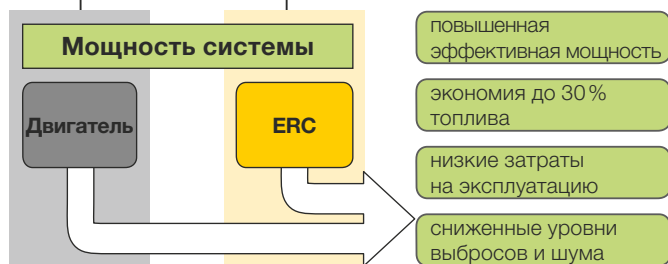 Мощность системы
Двигатель
ERC
повышенная
эффективная мощность
экономия до 30 %
топлива
низкие затраты
на эксплуатацию
сниженные уровни
выбросов и шума